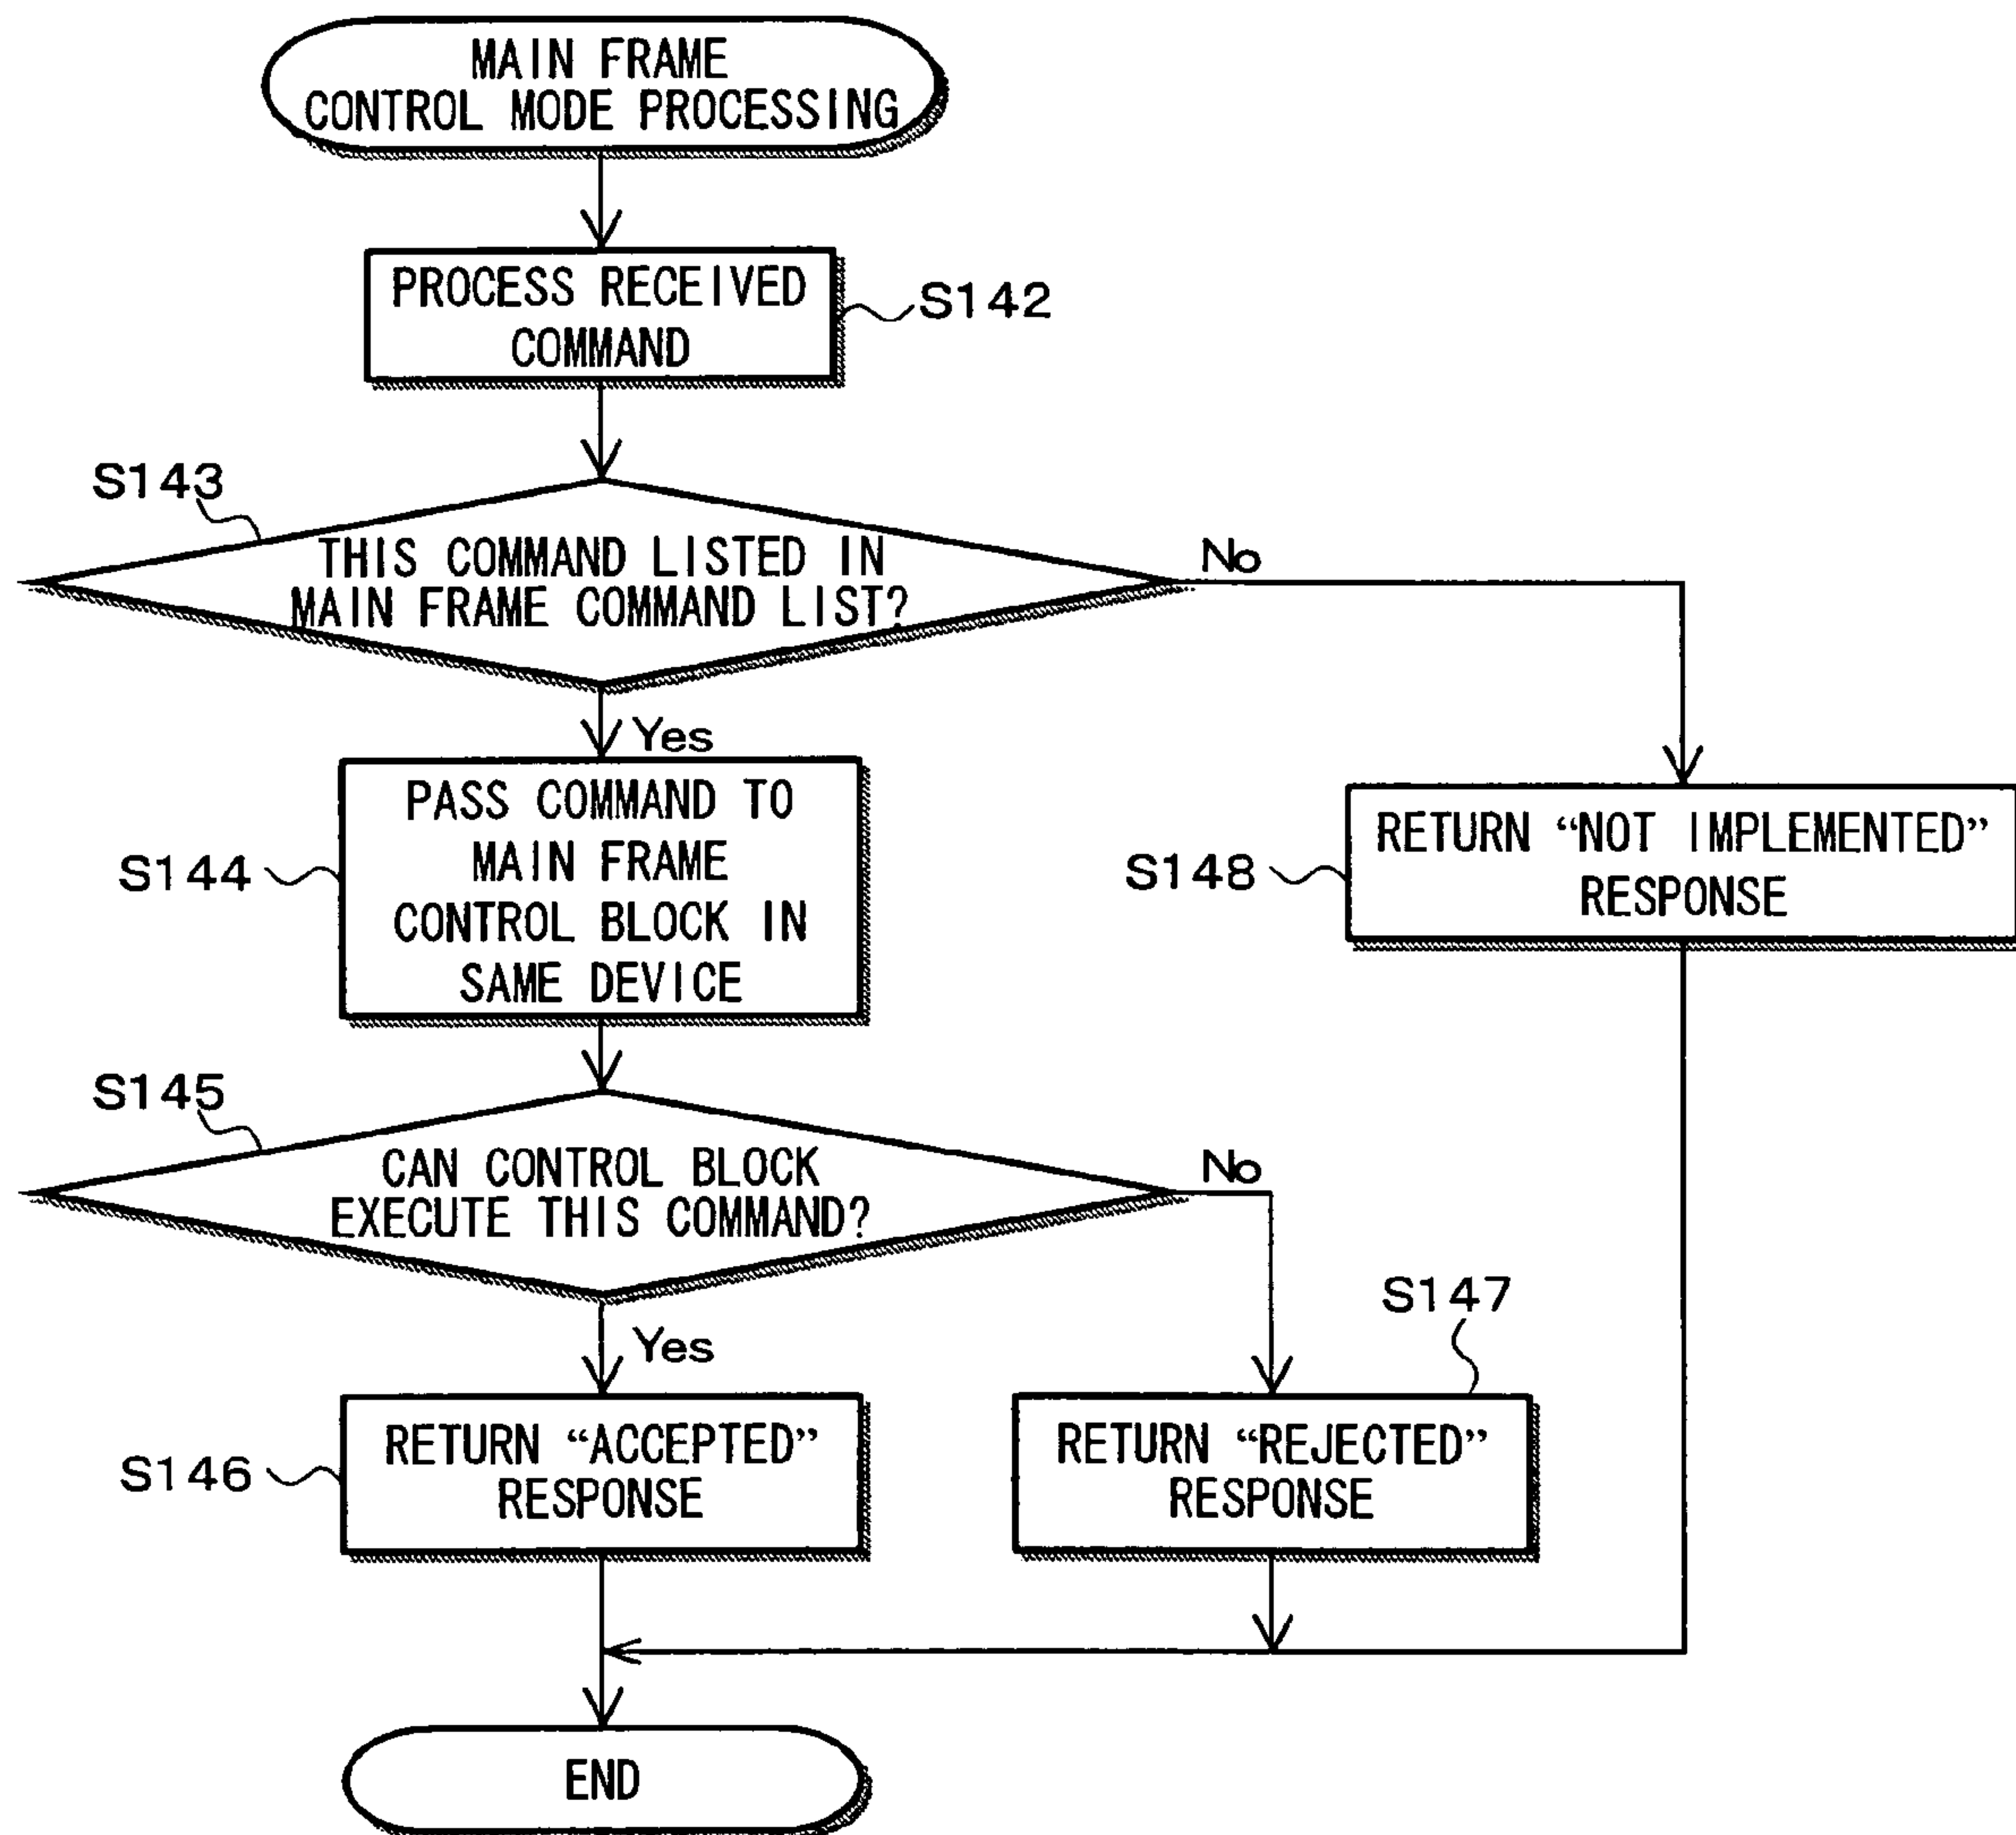 MAIN FRAME
CONTROL MODE PROCESSING
PROCESS RECEIVED
COMMAND
S142
S143
THIS COMMAND LISTED IN
MAIN FRAME COMMAND LIST?
No
Yes
PASS COMMAND TO
MAIN FRAME
CONTROL BLOCK IN
SAME DEVICE
S144
RETURN “NOT IMPLEMENTED”
RESPONSE
S148
S145
CAN CONTROL BLOCK
EXECUTE THIS COMMAND?
No
Yes
S147
RETURN “ACCEPTED”
RESPONSE
S146
RETURN “REJECTED”
RESPONSE
END